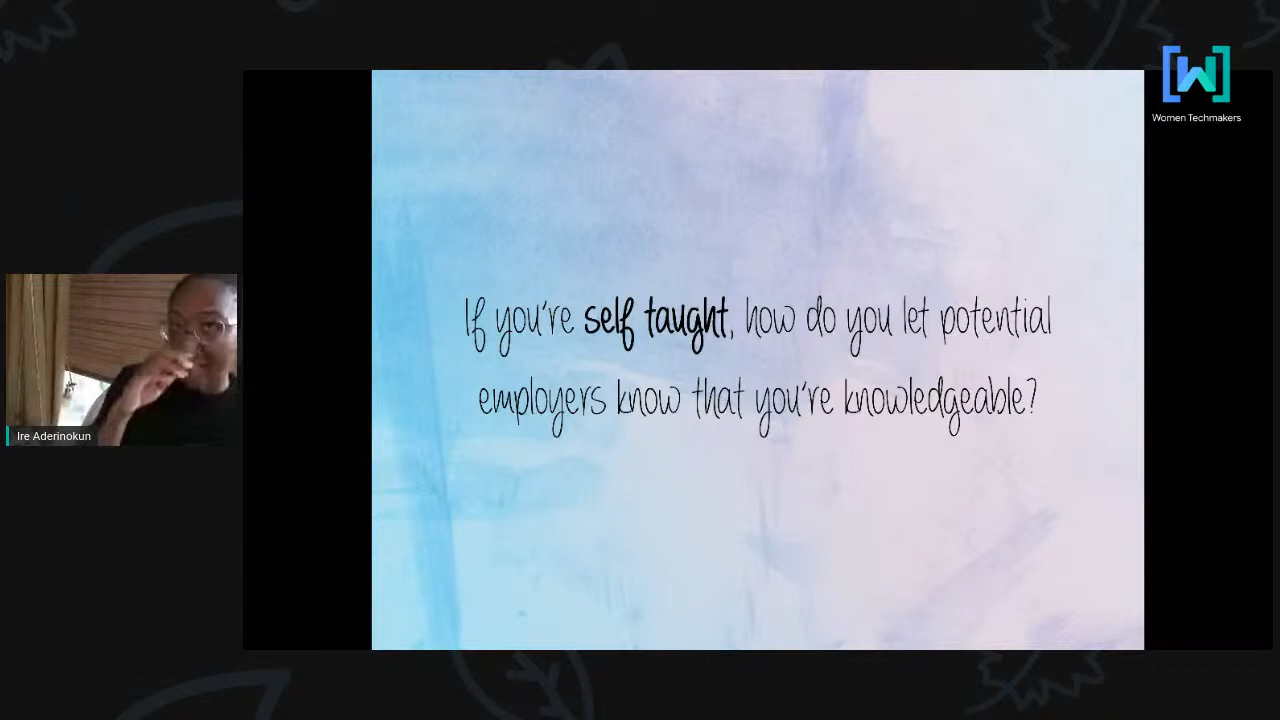 Women Techmakers
If you're self taught, how do you let potential
employers know that you're knowledgeable?
Ire Aderinokun